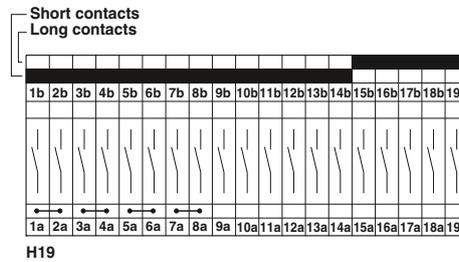 Short contacts
Long contacts
1b 2b 3b 4b 5b 6b 7b 8b 9b 10b 11b 12b 13b 14b 15b 16b 17b 18b 19
1a 2a 3a 4a 5a 6a 7a 8a 9a 10a 11a 12a 13a 14a 15a 16a 17a 18a 19
H19